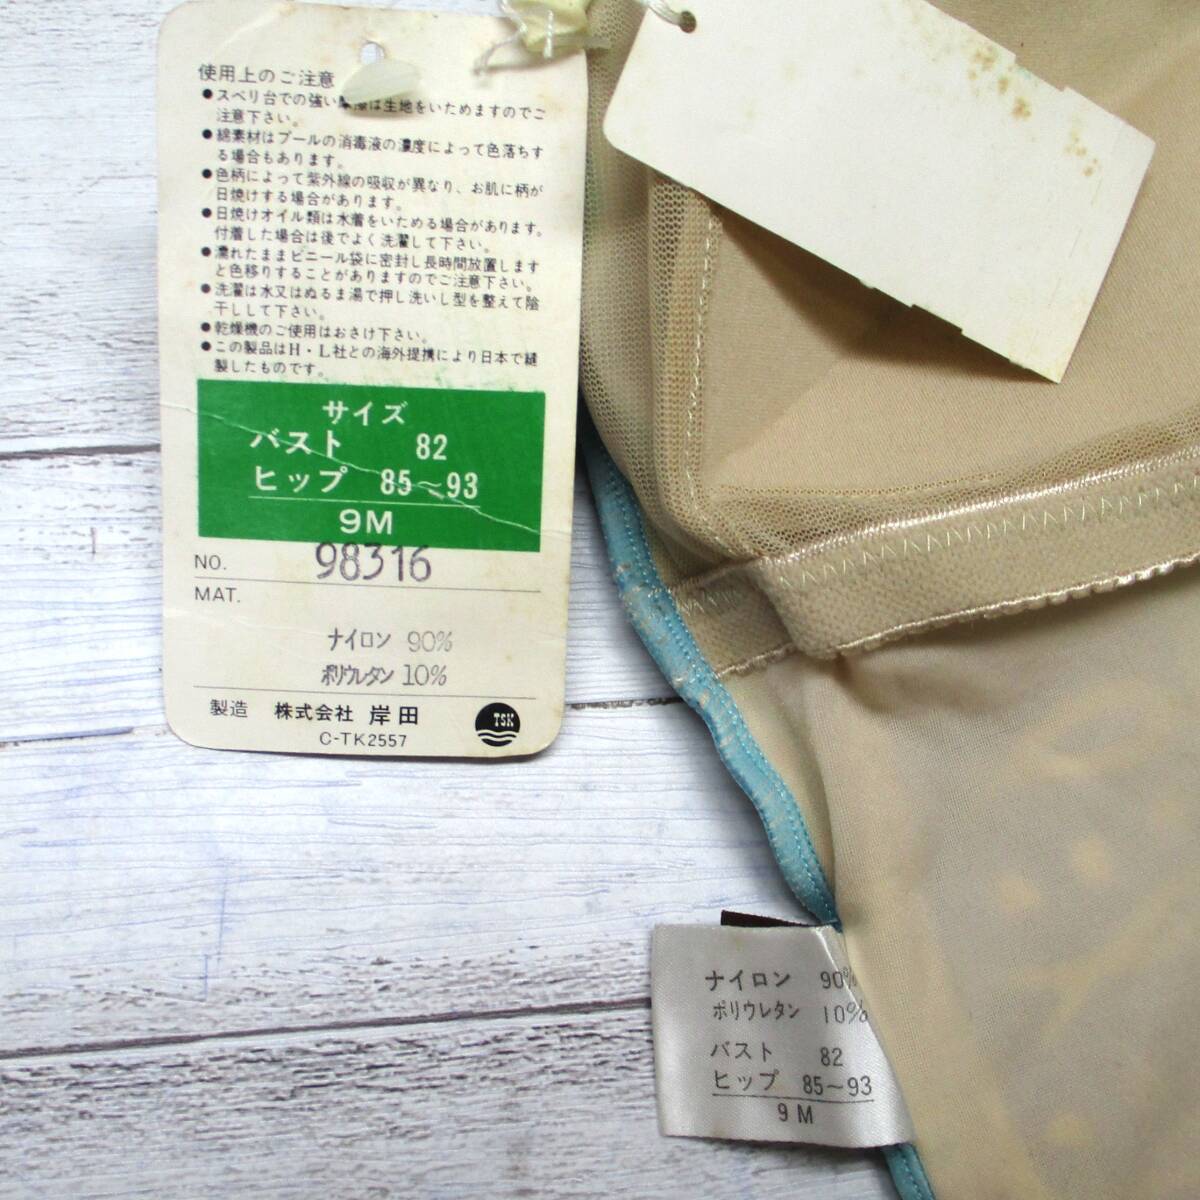 使用上のご注意
●スベリ台での強い摩擦は生地をいためますのでご
注意下さい。
●綿素材はプールの消毒液の濃度によって色落ちす
る場合もあります。
●色柄によって紫外線の吸収が異なり、お肌に柄が
日焼けする場合があります。
●日焼けオイル類は水着をいためる場合があります。
付着した場合は後でよく洗濯して下さい。
●濡れたままビニール袋に密封し長時間放置します
と色移りすることがありますのでご注意下さい。
●洗濯は水又はぬるま湯で押し洗いし型を整えて陰
干しして下さい。
●乾燥機のご使用はおさけ下さい。
●この製品はH・L社との海外提携により日本で縫
製したものです。
サイズ
バスト 82
ヒップ 85～93
9M
NO. 98316
MAT.
ナイロン 90%
ポリウレタン 10%
製造 株式会社 岸田
C-TK2557
TSK
ナイロン 90%
ポリウレタン 10%
バスト 82
ヒップ 85～93
9M